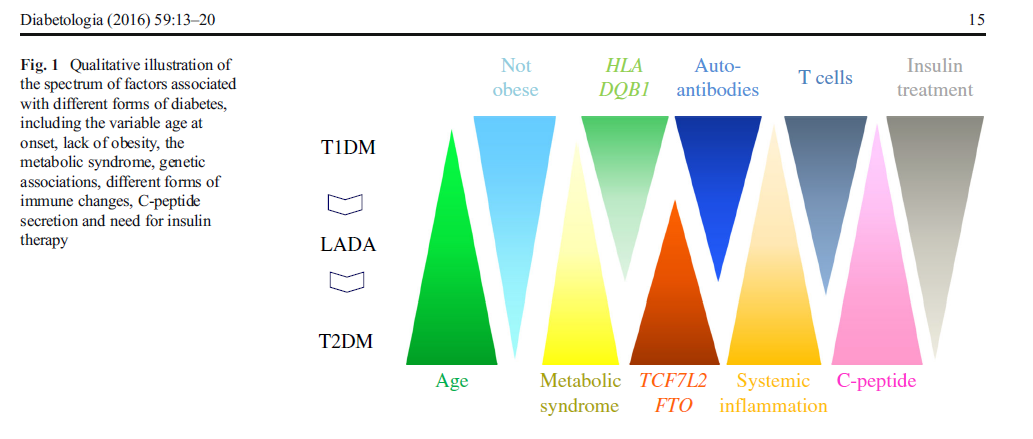 Diabetologia (2016) 59:13–20
15
Fig. 1 Qualitative illustration of
the spectrum of factors associated
with different forms of diabetes,
including the variable age at
onset, lack of obesity, the
metabolic syndrome, genetic
associations, different forms of
immune changes, C-peptide
secretion and need for insulin
therapy
Not
obese
HLA
DQB1
Auto-
antibodies
T cells
Insulin
treatment
T1DM
LADA
T2DM
Age
Metabolic
syndrome
TCF7L2
FTO
Systemic
inflammation
C-peptide